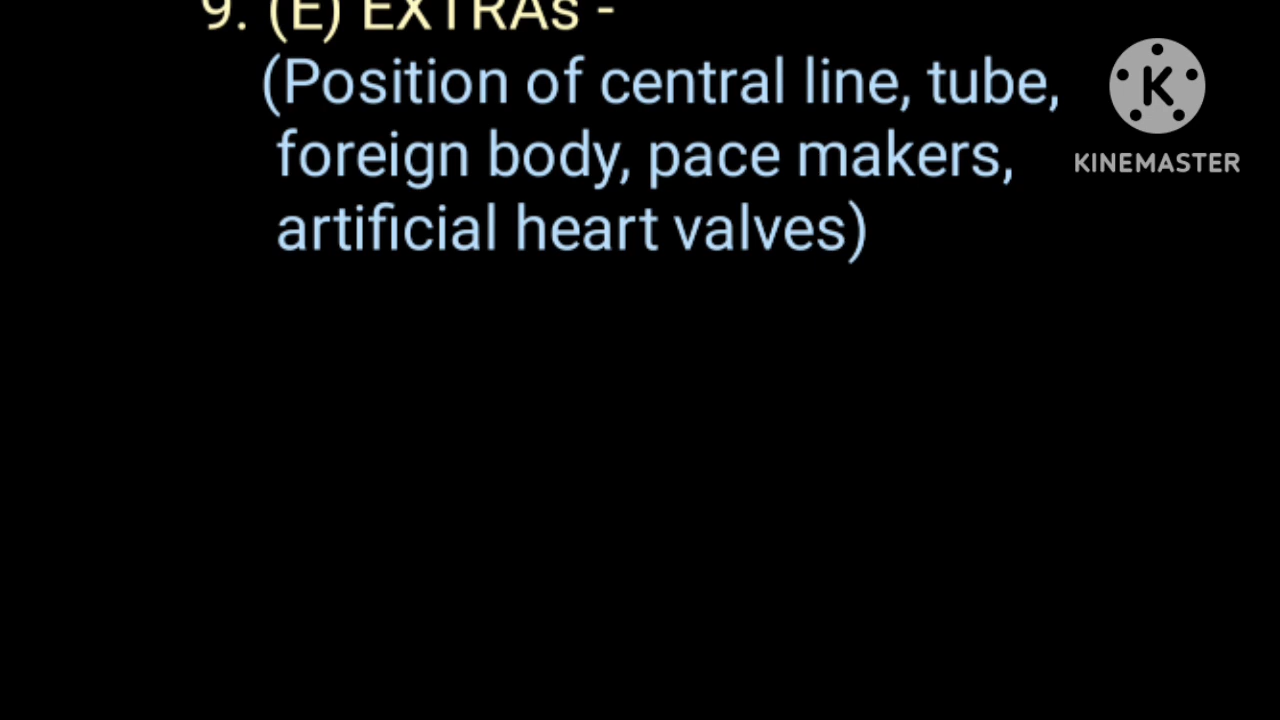 9. (E) EXTRAs -
(Position of central line, tube,
foreign body, pace makers,
artificial heart valves)
K
KINEMASTER